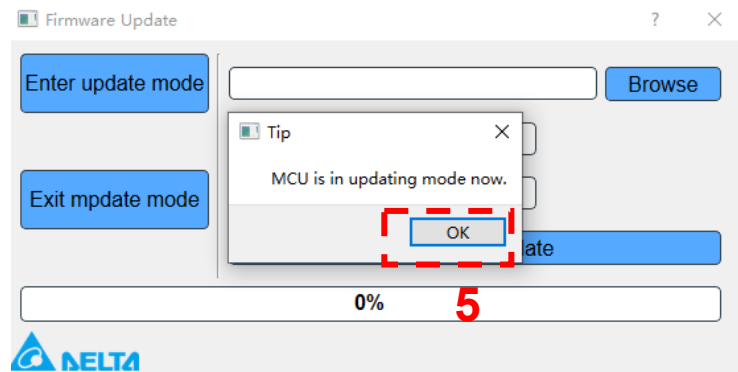 Firmware Update
Enter update mode
Browse
Tip
MCU is in updating mode now.
Exit mpdate mode
OK
ate
0%
5
DELTA